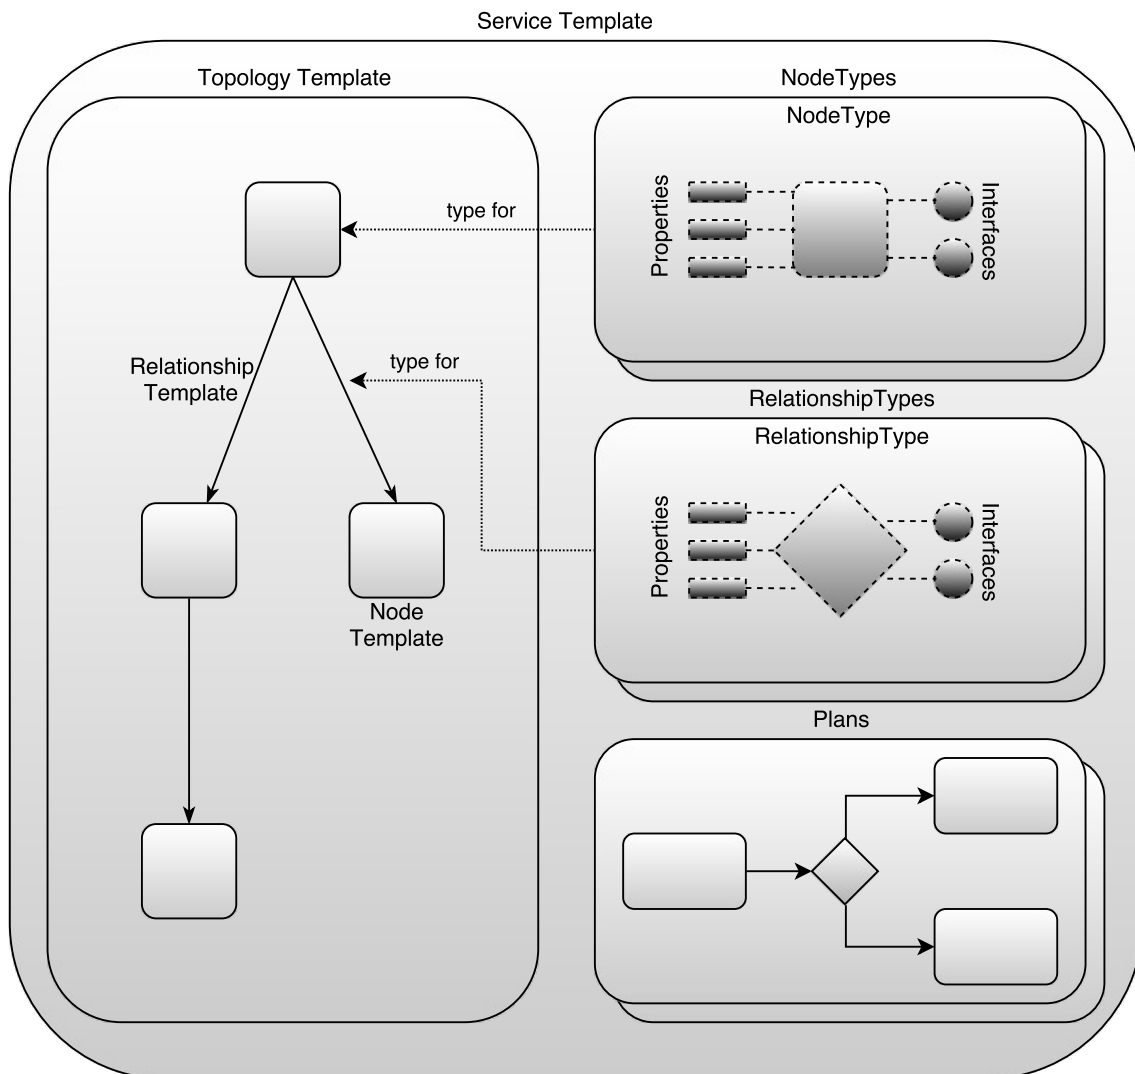 Service Template
Topology Template
NodeTypes
NodeType
Properties
Interfaces
type for
Relationship
Template
type for
RelationshipTypes
RelationshipType
Properties
Interfaces
Node
Template
Plans